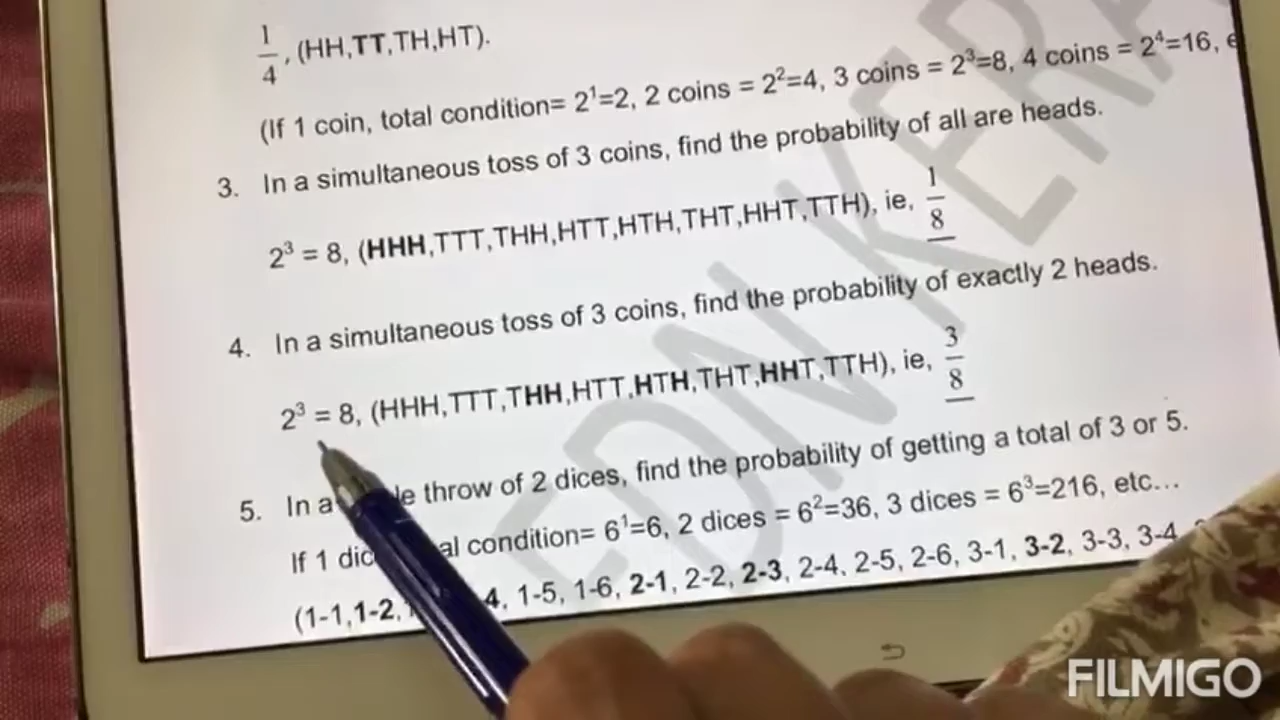 1/4, (HH,TT,TH,HT).
(If 1 coin, total condition= 2¹=2, 2 coins = 2²=4, 3 coins = 2³=8, 4 coins = 2⁴=16,
3. In a simultaneous toss of 3 coins, find the probability of all are heads.
2³ = 8, (HHH,TTT,THH,HTT,HTH,THT,HHT,TTH), ie, 1/8
4. In a simultaneous toss of 3 coins, find the probability of exactly 2 heads.
2³ = 8, (HHH,TTT,THH,HTT,HTH,THT,HHT,TTH), ie, 3/8
5. In a throw of 2 dices, find the probability of getting a total of 3 or 5.
If 1 condition= 6¹=6, 2 dices = 6²=36, 3 dices = 6³=216, etc...
(1-1,1-2, 1-5, 1-6, 2-1, 2-2, 2-3, 2-4, 2-5, 2-6, 3-1, 3-2, 3-3, 3-4
EDN KERA
FILMIGO